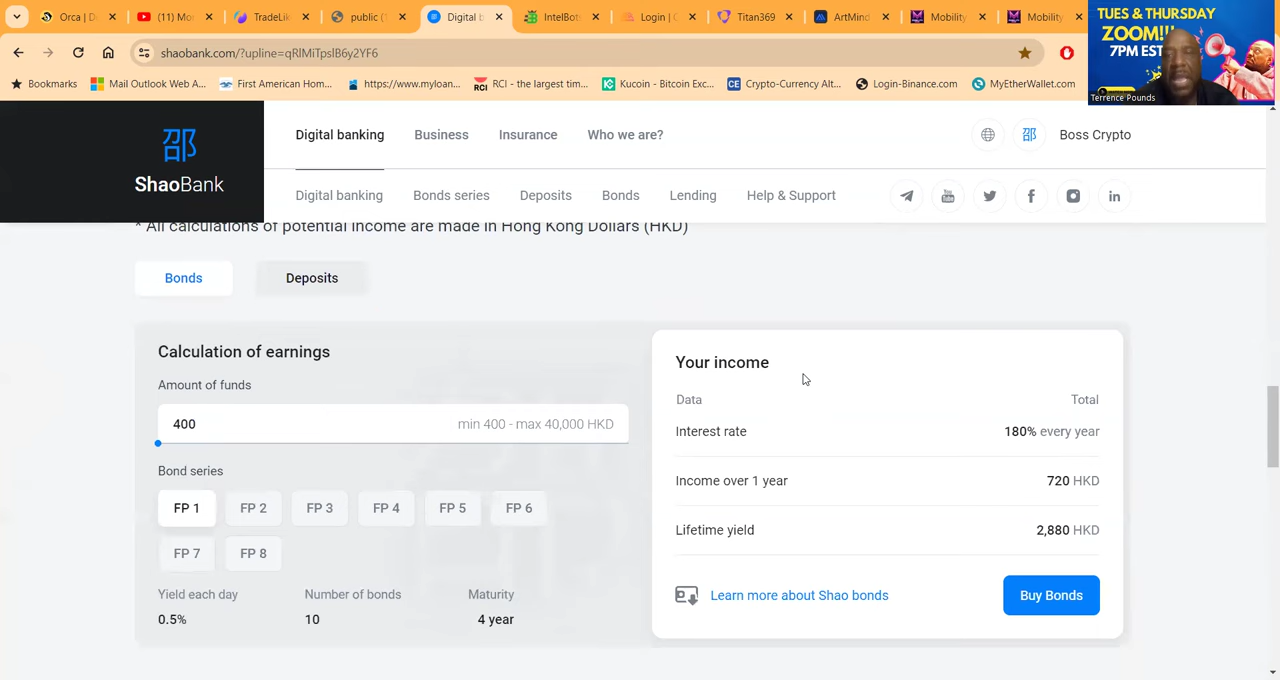 Orca | D
(11) Mo
TradeLik
public (
Digital b
IntelBot
Login | C
Titan369
ArtMind
Mobility
Mobility
shaobank.com/?upline=qRlMiTpslB6y2YF6
Bookmarks
Mail Outlook Web A...
First American Hom...
https://www.myloan...
RCI - the largest tim...
Kucoin - Bitcoin Exc...
Crypto-Currency Alt...
Login-Binance.com
MyEtherWallet.com
TUES & THURSDAY
ZOOM!!!
7PM EST
Terrence Pounds
邵
ShaoBank
Digital banking
Business
Insurance
Who we are?
邵
Boss Crypto
Digital banking
Bonds series
Deposits
Bonds
Lending
Help & Support
* All calculations of potential income are made in Hong Kong Dollars (HKD)
Bonds
Deposits
Calculation of earnings
Amount of funds
400
min 400 - max 40,000 HKD
Bond series
FP 1
FP 2
FP 3
FP 4
FP 5
FP 6
FP 7
FP 8
Yield each day
Number of bonds
Maturity
0.5%
10
4 year
Your income
Data
Total
Interest rate
180% every year
Income over 1 year
720 HKD
Lifetime yield
2,880 HKD
Learn more about Shao bonds
Buy Bonds